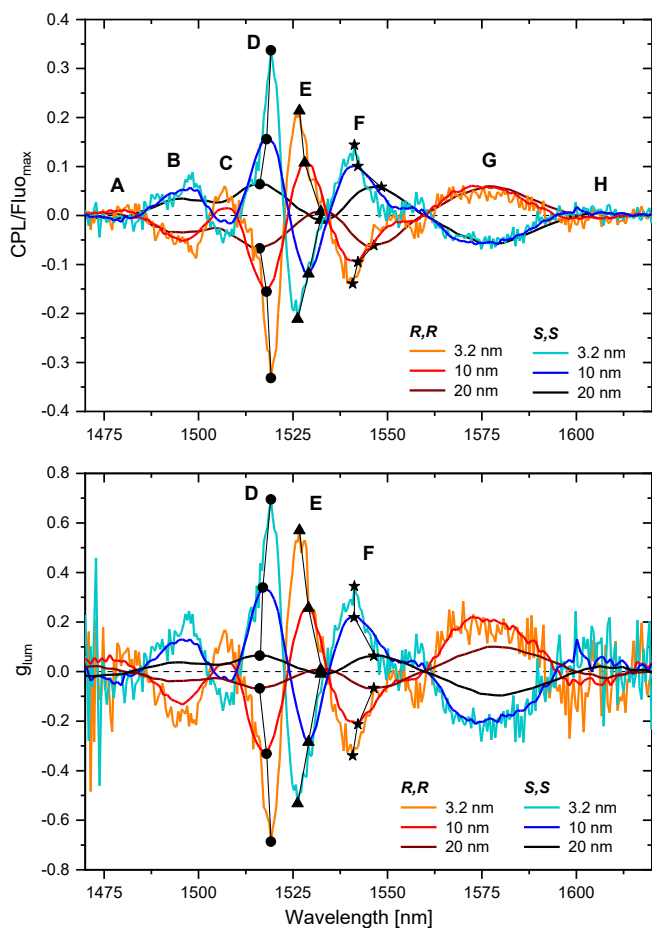 0.4
0.3
0.2
0.1
0.0
-0.1
-0.2
-0.3
-0.4
CPL/Fluomax
A
B
C
D
E
F
G
H
R,R S,S
3.2 nm 3.2 nm
10 nm 10 nm
20 nm 20 nm
1475 1500 1525 1550 1575 1600
0.8
0.6
0.4
0.2
0.0
-0.2
-0.4
-0.6
-0.8
glum
D
E
F
R,R S,S
3.2 nm 3.2 nm
10 nm 10 nm
20 nm 20 nm
1475 1500 1525 1550 1575 1600
Wavelength [nm]